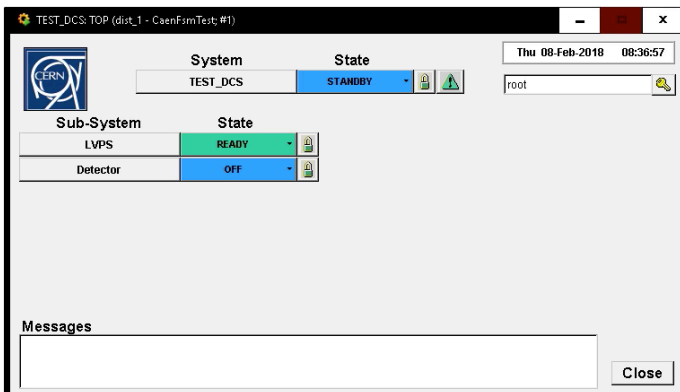 TEST_DCS: TOP (dist_1 - CaenFsmTest; #1)
CERN
System State
TEST_DCS STANDBY
Thu 08-Feb-2018 08:36:57
root
Sub-System State
LVPS READY
Detector OFF
Messages
Close